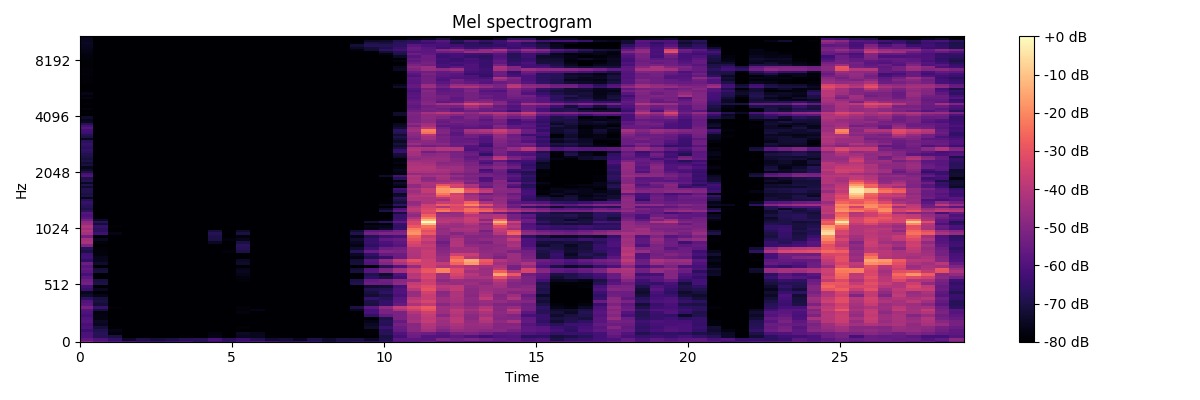 Mel spectrogram
Hz
8192
4096
2048
1024
512
0
0 5 10 15 20 25
Time
+0 dB
-10 dB
-20 dB
-30 dB
-40 dB
-50 dB
-60 dB
-70 dB
-80 dB